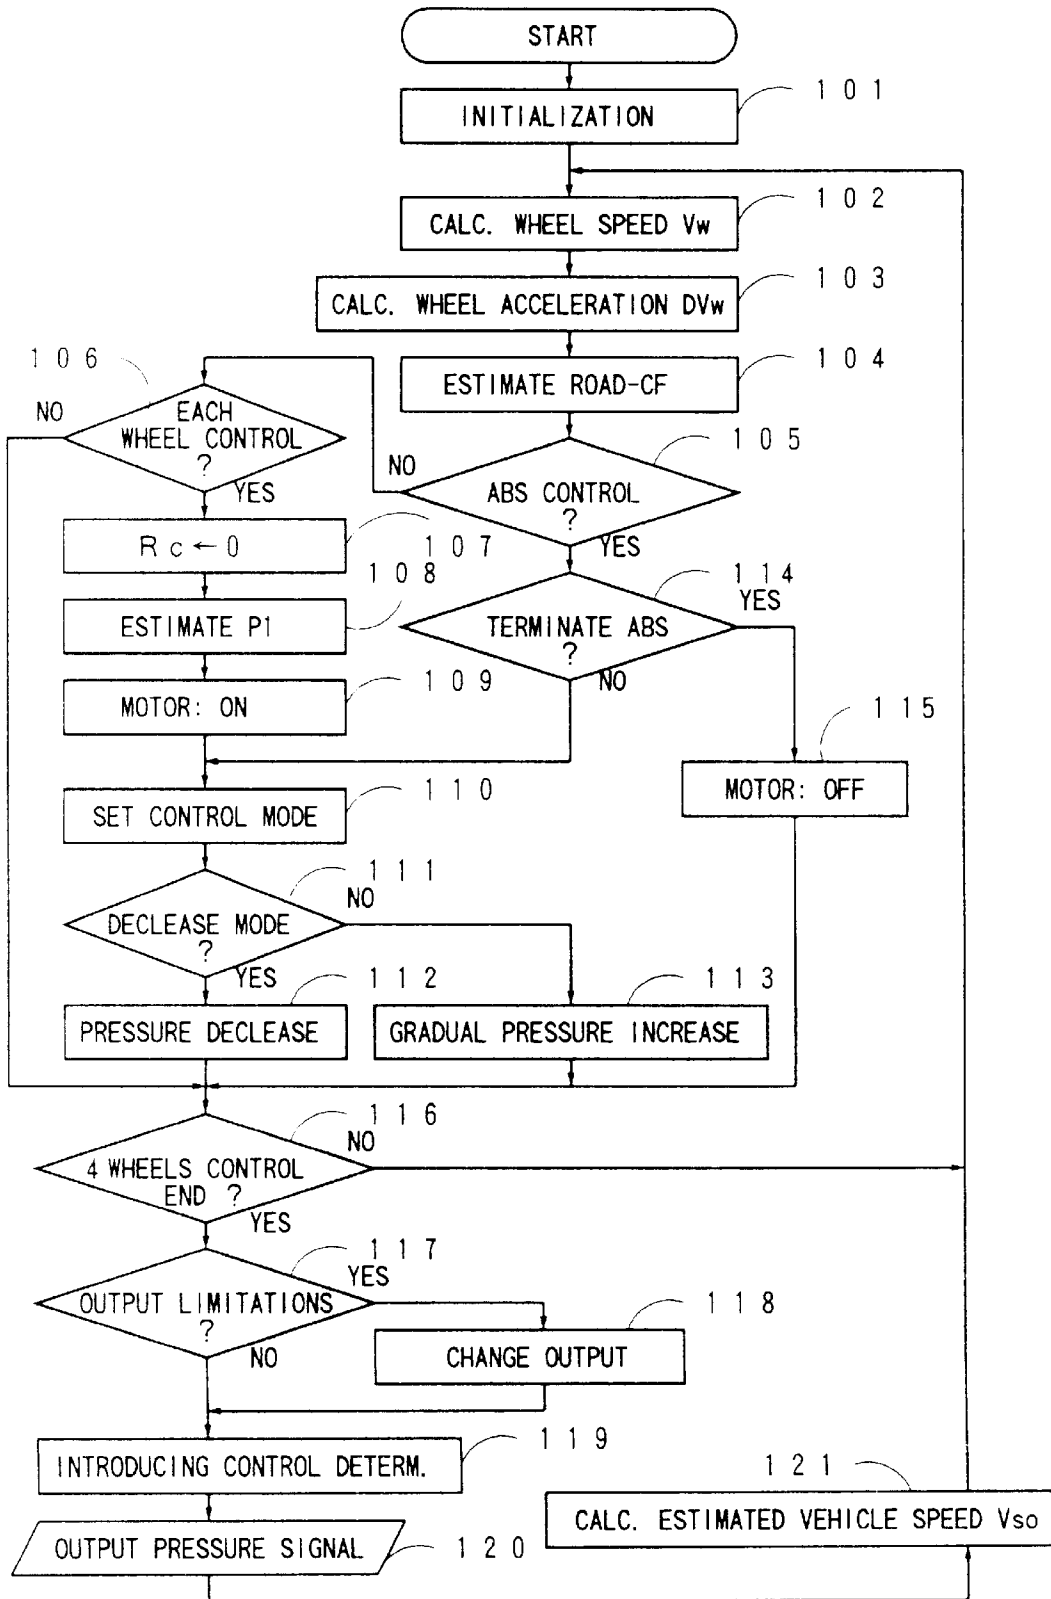 START
INITIALIZATION
101
CALC. WHEEL SPEED Vw
102
CALC. WHEEL ACCELERATION DVw
103
ESTIMATE ROAD-CF
104
ABS CONTROL
?
105
NO
YES
EACH
WHEEL CONTROL
?
106
NO
YES
Rc←0
107
ESTIMATE P1
108
MOTOR: ON
109
TERMINATE ABS
?
114
YES
NO
MOTOR: OFF
115
SET CONTROL MODE
110
DECLEASE MODE
?
111
NO
YES
PRESSURE DECLEASE
112
GRADUAL PRESSURE INCREASE
113
4 WHEELS CONTROL
END ?
116
NO
YES
OUTPUT LIMITATIONS
?
117
YES
NO
CHANGE OUTPUT
118
INTRODUCING CONTROL DETERM.
119
OUTPUT PRESSURE SIGNAL
120
CALC. ESTIMATED VEHICLE SPEED Vso
121